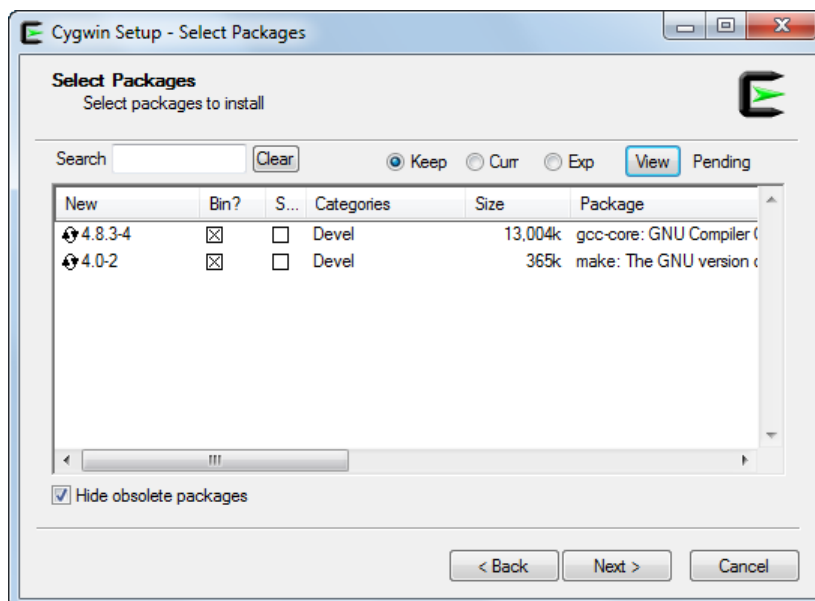 Cygwin Setup - Select Packages
Select Packages
Select packages to install
Search Clear Keep Curr Exp View Pending
New Bin? S... Categories Size Package
4.8.3-4 Devel 13,004k gcc-core: GNU Compiler
4.0-2 Devel 365k make: The GNU version
Hide obsolete packages
< Back Next > Cancel